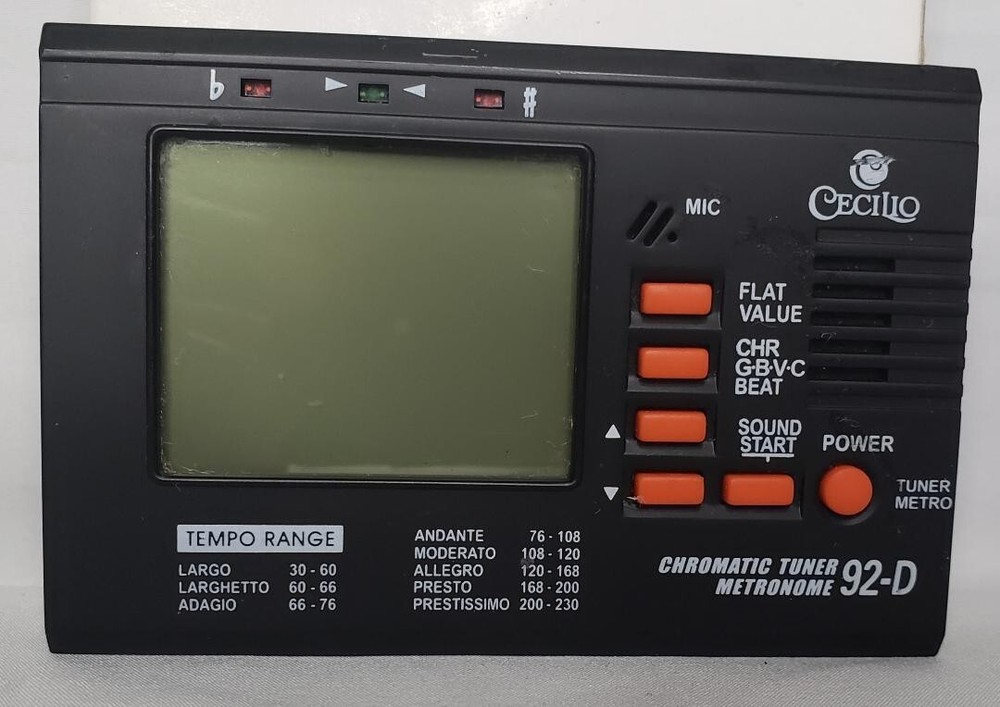 ♭ ► ◄ #
MIC
CECILIO
FLAT
VALUE
CHR
G·B·V·C
BEAT
▲
SOUND
START
▼
POWER
TUNER
METRO
TEMPO RANGE
LARGO 30 - 60
LARGHETTO 60 - 66
ADAGIO 66 - 76
ANDANTE 76 - 108
MODERATO 108 - 120
ALLEGRO 120 - 168
PRESTO 168 - 200
PRESTISSIMO 200 - 230
CHROMATIC TUNER
METRONOME 92-D